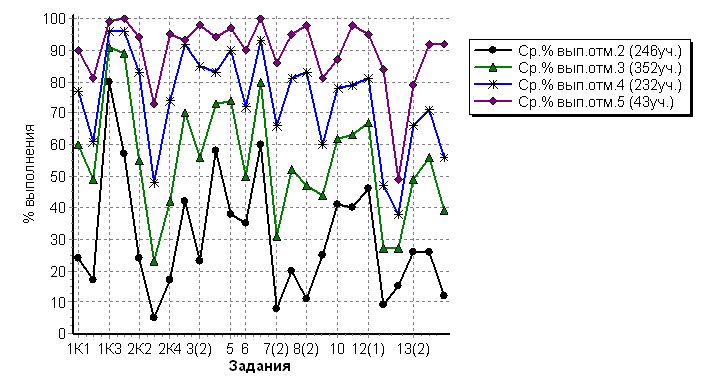 100
90
80
70
60
50
40
30
20
10
0
% выполнения
1К1 1К3 2К2 2К4 3(2) 5 6 7(2) 8(2) 10 12(1) 13(2)
Задания
Ср.% вып.отм.2 (246уч.)
Ср.% вып.отм.3 (352уч.)
Ср.% вып.отм.4 (232уч.)
Ср.% вып.отм.5 (43уч.)